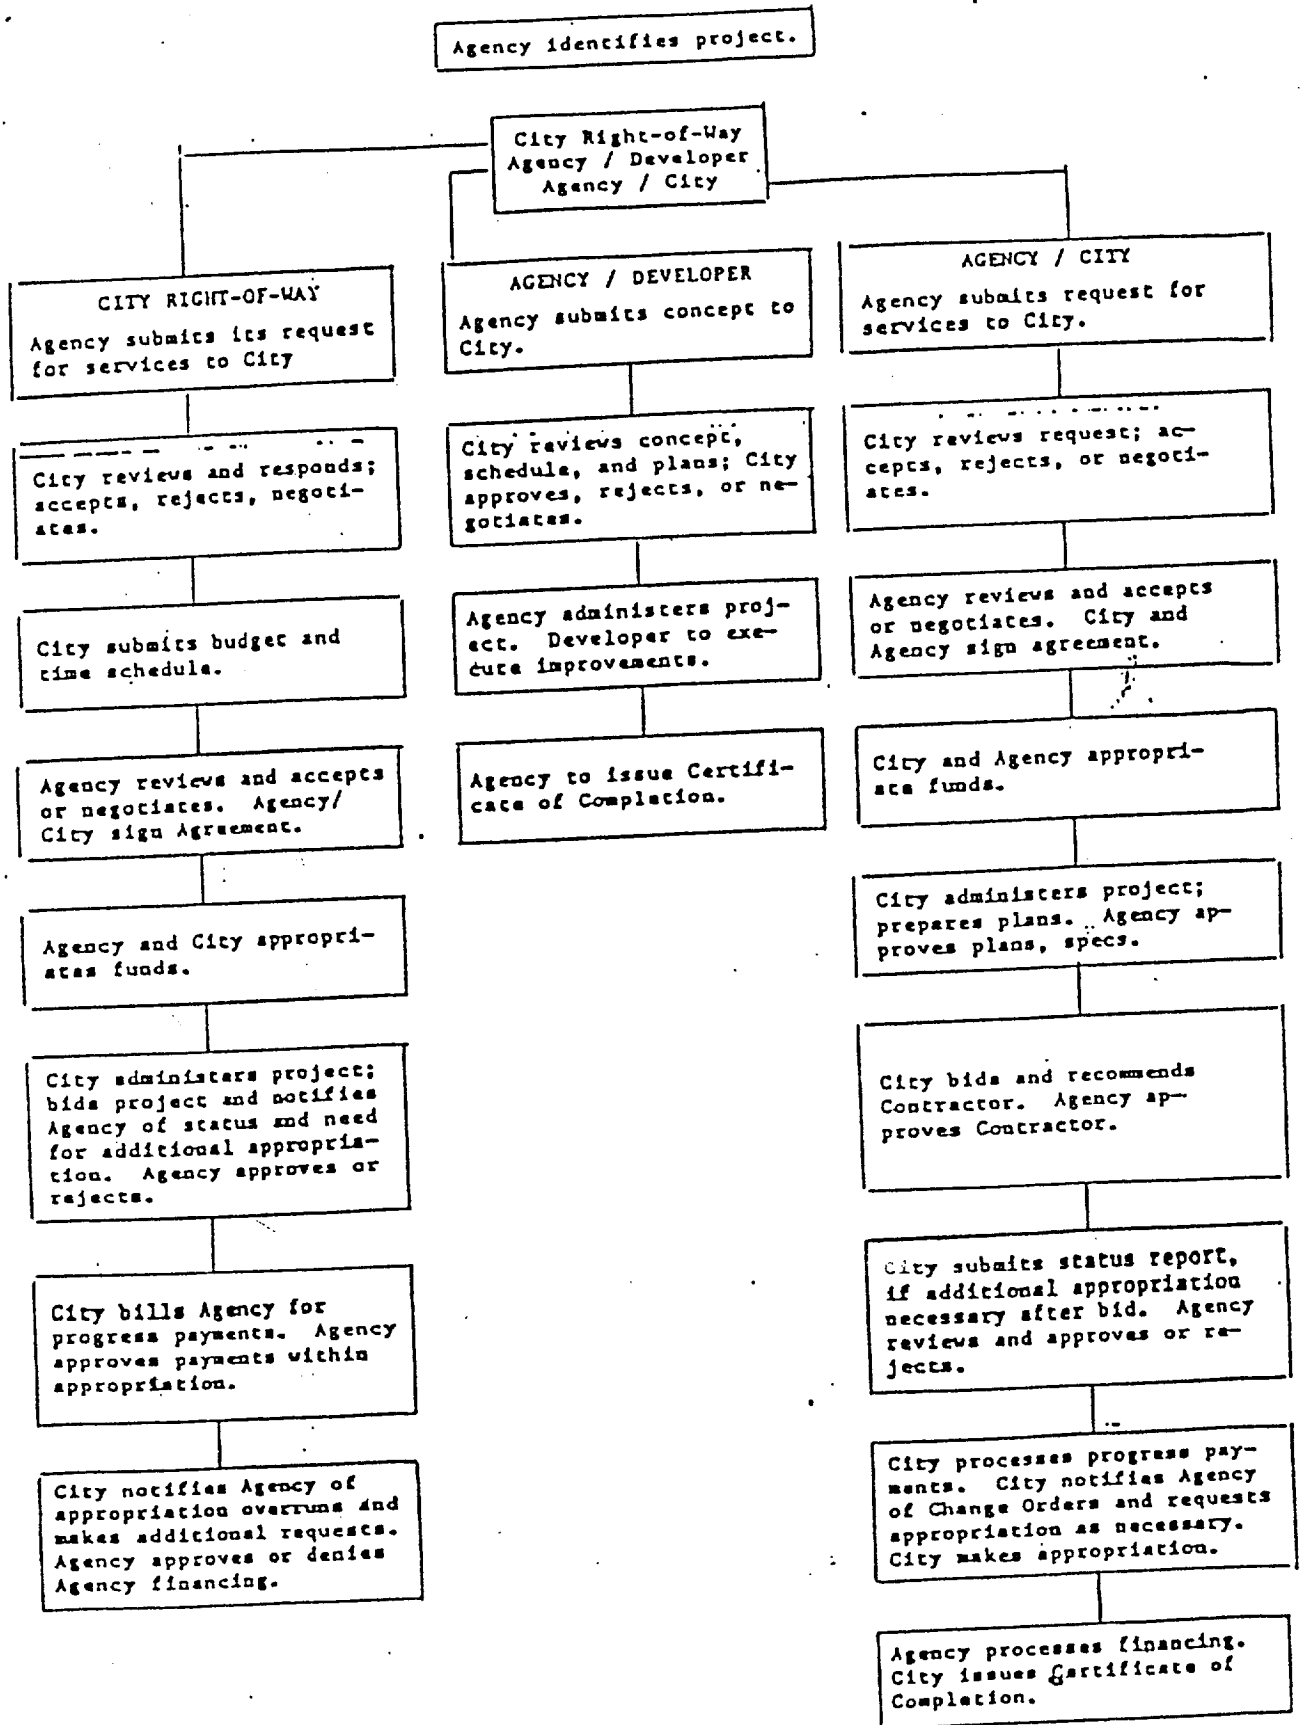 Agency identifies project.
City Right-of-Way
Agency / Developer
Agency / City
CITY RIGHT-OF-WAY
Agency submits its request
for services to City
City reviews and responds;
accepts, rejects, negoti-
ates.
City submits budget and
time schedule.
Agency reviews and accepts
or negotiates. Agency/
City sign Agreement.
Agency and City appropri-
ates funds.
City administers project;
bids project and notifies
Agency of status and need
for additional appropria-
tion. Agency approves or
rejects.
City bills Agency for
progress payments. Agency
approves payments within
appropriation.
City notifies Agency of
appropriation overruns and
makes additional requests.
Agency approves or denies
Agency financing.
AGENCY / DEVELOPER
Agency submits concept to
City.
City reviews concept,
schedule, and plans; City
approves, rejects, or ne-
gotiates.
Agency administers proj-
ect. Developer to exe-
cute improvements.
Agency to issue Certifi-
cate of Completion.
AGENCY / CITY
Agency submits request for
services to City.
City reviews request; ac-
cepts, rejects, or negoti-
ates.
Agency reviews and accepts
or negotiates. City and
Agency sign agreement.
City and Agency appropri-
ate funds.
City administers project;
prepares plans. Agency ap-
proves plans, specs.
City bids and recommends
Contractor. Agency ap-
proves Contractor.
City submits status report,
if additional appropriation
necessary after bid. Agency
reviews and approves or re-
jects.
City processes progress pay-
ments. City notifies Agency
of Change Orders and requests
appropriation as necessary.
City makes appropriation.
Agency processes financing.
City issues Certificate of
Completion.